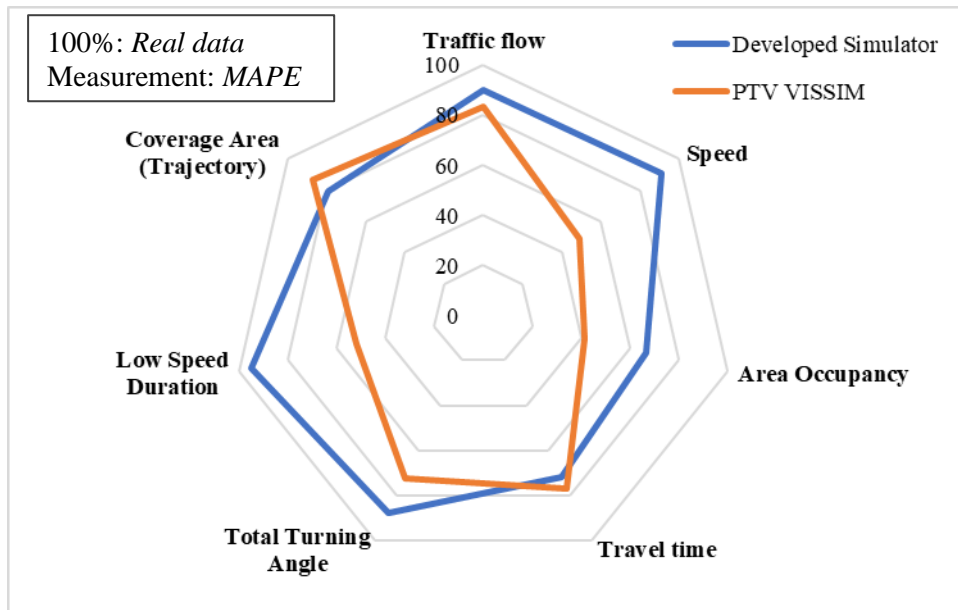 100%: Real data
Measurement: MAPE
Traffic flow
Developed Simulator
PTV VISSIM
100
80
60
40
20
0
Coverage Area
(Trajectory)
Speed
Low Speed
Duration
Area Occupancy
Total Turning
Angle
Travel time